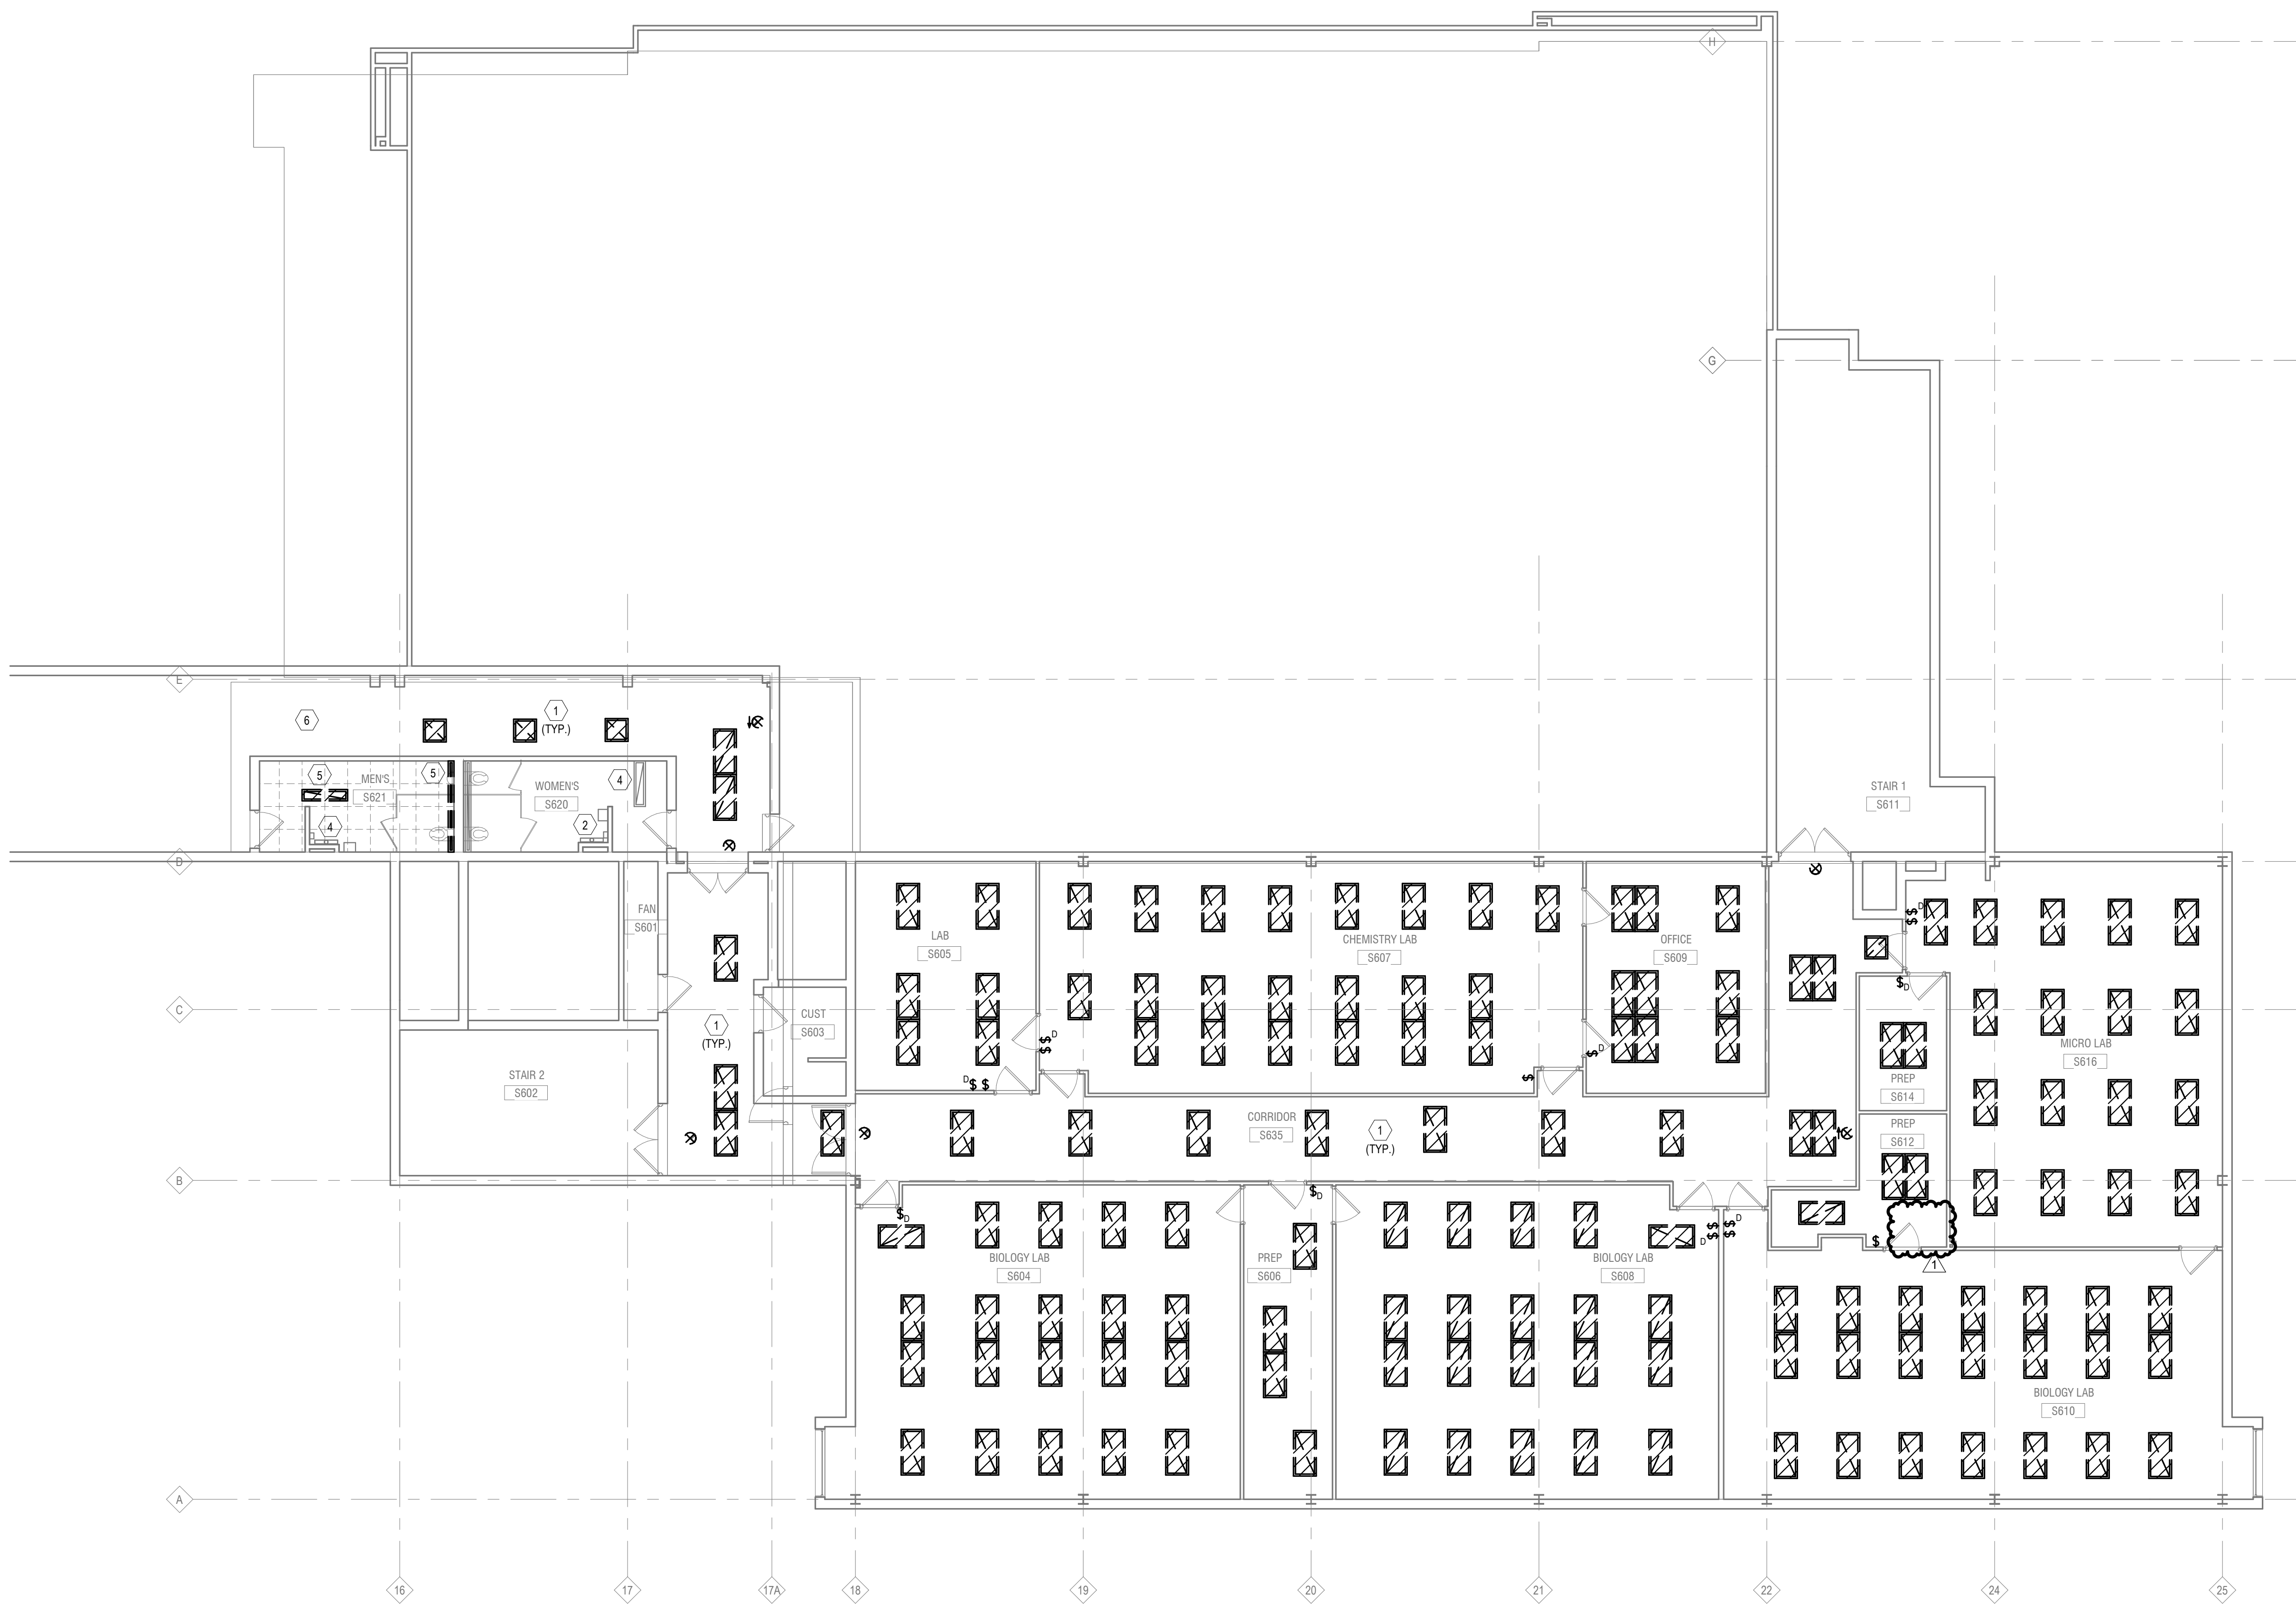 H
G
E
6
1
(TYP.)
5
MEN'S
S621
5
4
WOMEN'S
S620
4
2
STAIR 1
S611
D
FAN
S601
LAB
S605
CHEMISTRY LAB
S607
OFFICE
S609
$ $ D
$ D
C
1
(TYP.)
CUST
S603
$ $ D
$ D
MICRO LAB
S616
STAIR 2
S602
D $ $
$
PREP
S614
CORRIDOR
S635
1
(TYP.)
PREP
S612
B
$ D
$ D
D $ $
$ $ D
$
1
BIOLOGY LAB
S604
PREP
S606
BIOLOGY LAB
S608
BIOLOGY LAB
S610
A
16
17
17A
18
19
20
21
22
24
25